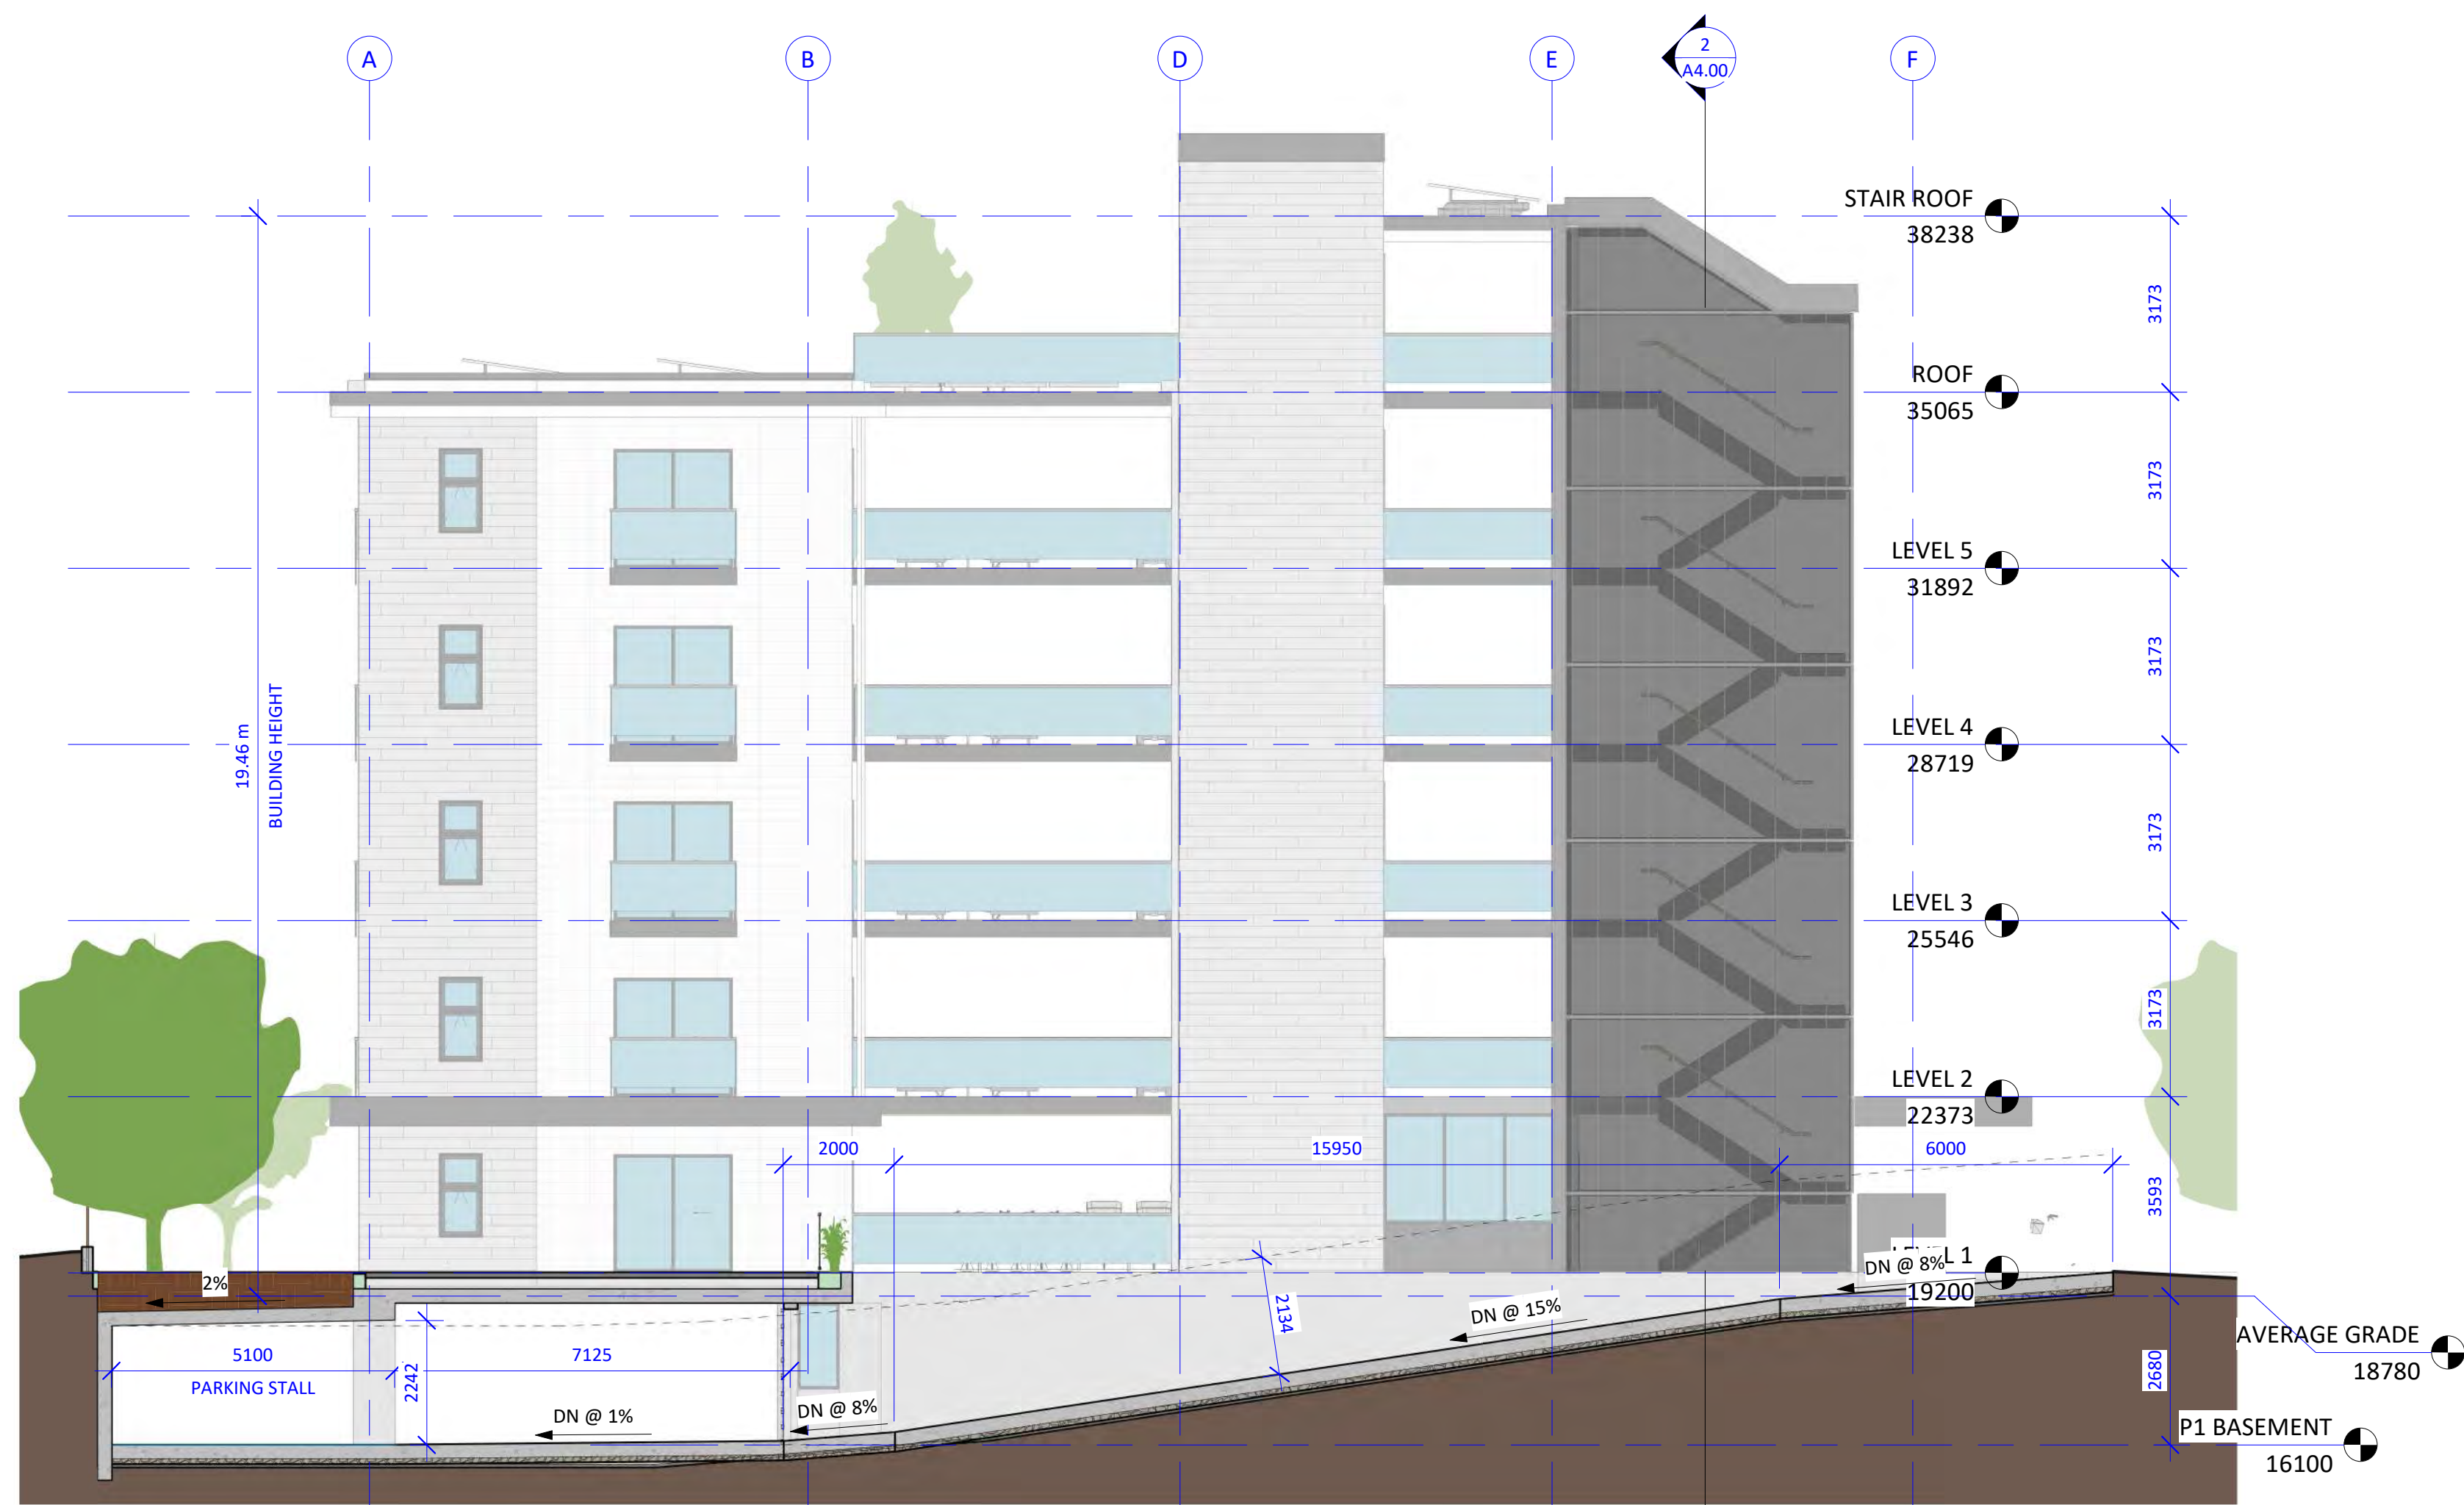 A
B
D
E
2
A4.00
F
STAIR ROOF
38238
3173
ROOF
35065
3173
LEVEL 5
31892
3173
19.46 m
BUILDING HEIGHT
LEVEL 4
28719
3173
LEVEL 3
25546
3173
LEVEL 2
22373
2000
15950
6000
3593
LEVEL 1
19200
DN @ 8%
2%
2134
DN @ 15%
AVERAGE GRADE
18780
5100
PARKING STALL
7125
2242
2680
DN @ 8%
DN @ 1%
P1 BASEMENT
16100